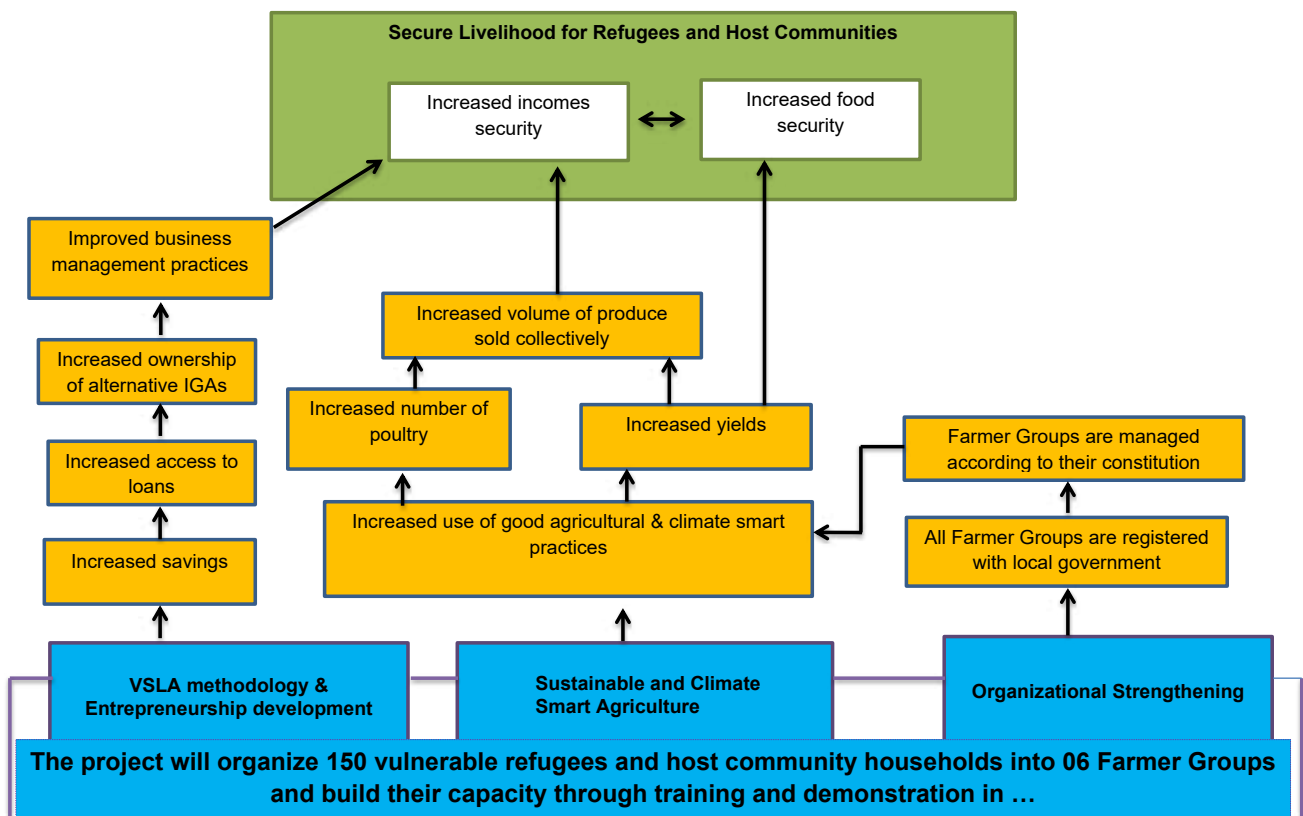 Secure Livelihood for Refugees and Host Communities
Increased incomes
security
Increased food
security
Improved business
management practices
Increased volume of produce
sold collectively
Increased ownership
of alternative IGAs
Increased number of
poultry
Increased yields
Farmer Groups are managed
according to their constitution
Increased access to
loans
Increased use of good agricultural & climate smart
practices
All Farmer Groups are registered
with local government
Increased savings
VSLA methodology &
Entrepreneurship development
Sustainable and Climate
Smart Agriculture
Organizational Strengthening
The project will organize 150 vulnerable refugees and host community households into 06 Farmer Groups
and build their capacity through training and demonstration in …